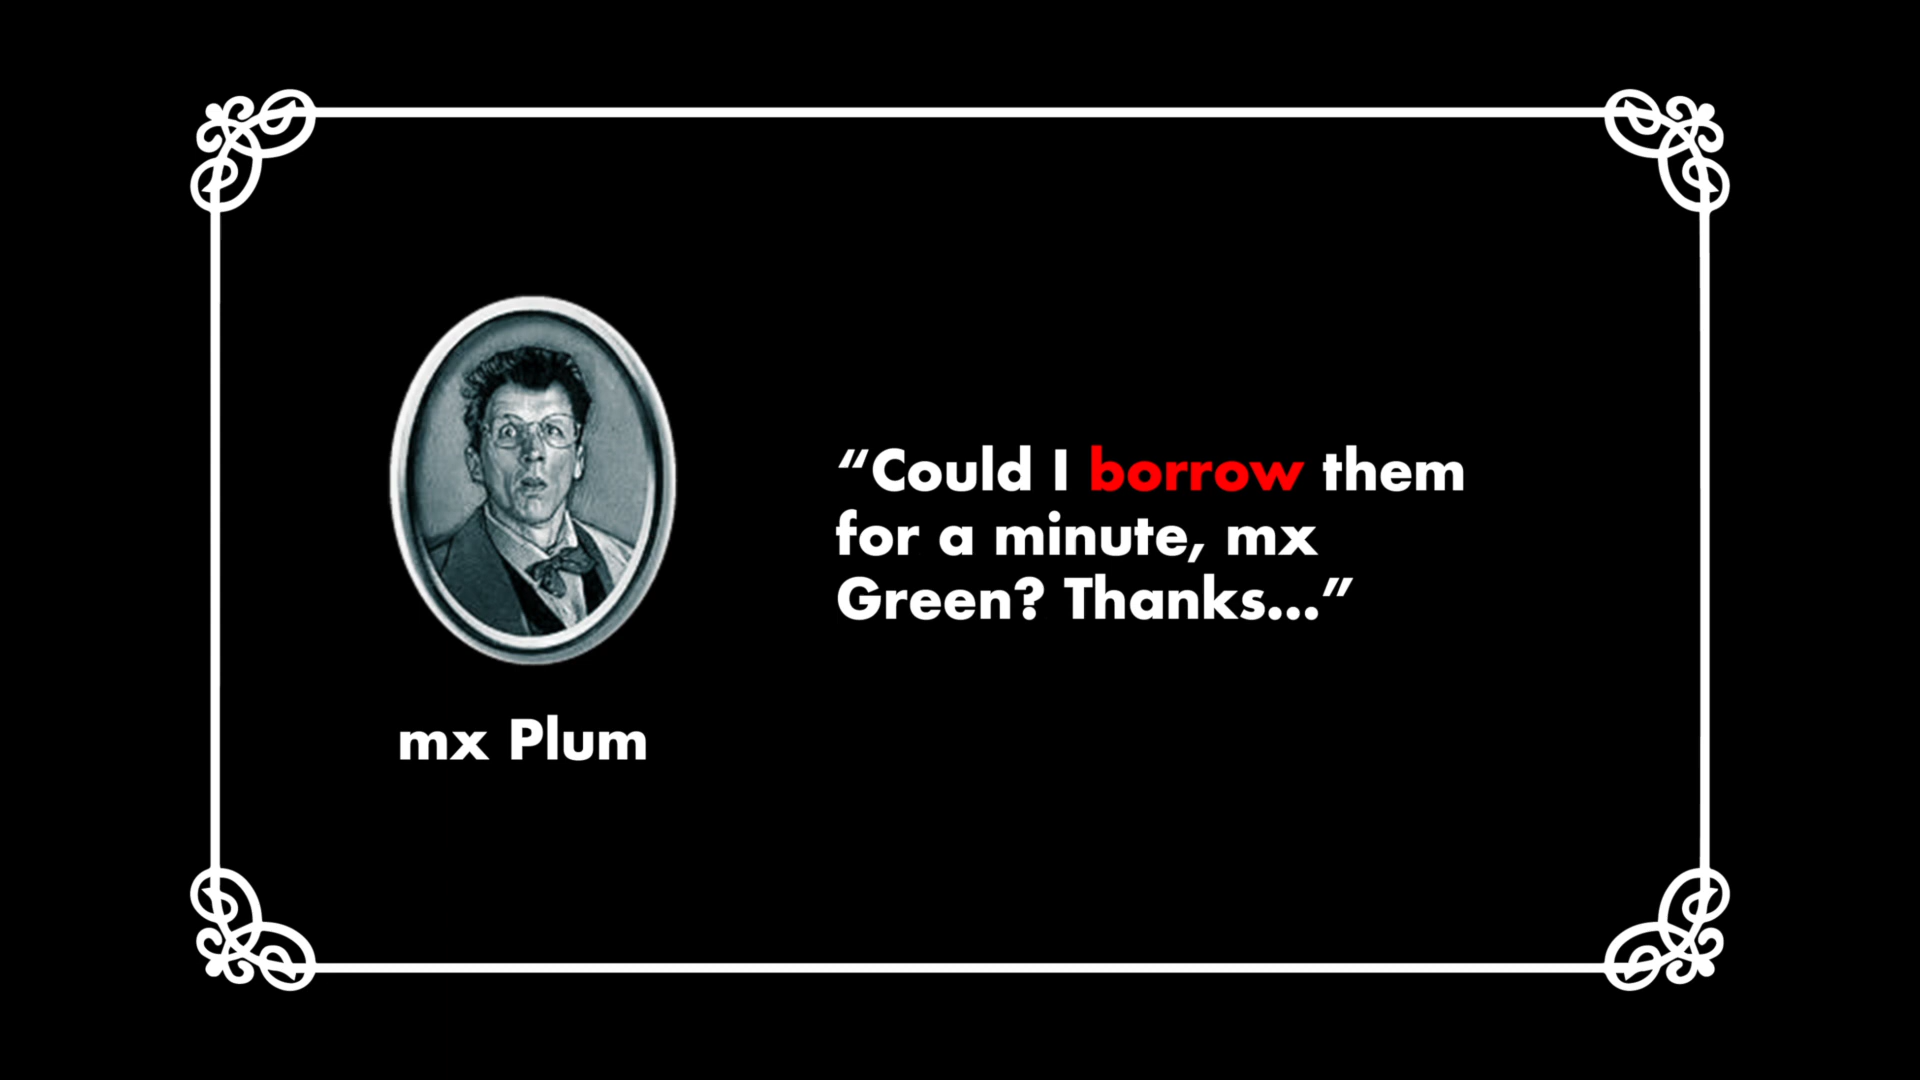 “Could I borrow them
for a minute, mx
Green? Thanks...”
mx Plum